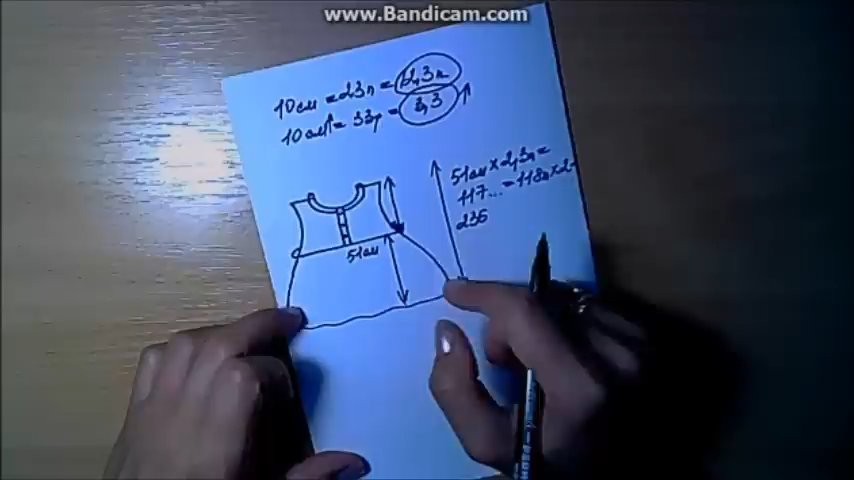 www.Bandicam.com
10см = 23п = 2,3п
10см = 33р = 3,3
51см × 2,3п =
117... = 118п × 2=
236
51см